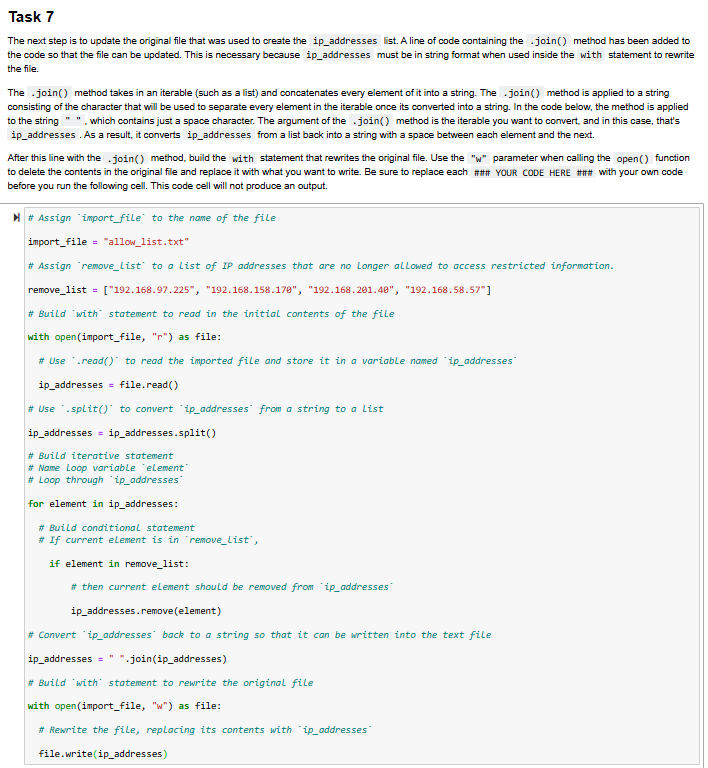 Task 7
The next step is to update the original file that was used to create the ip_addresses list. A line of code containing the .join() method has been added to
the code so that the file can be updated. This is necessary because ip_addresses must be in string format when used inside the with statement to rewrite
the file.
The .join() method takes in an iterable (such as a list) and concatenates every element of it into a string. The .join() method is applied to a string
consisting of the character that will be used to separate every element in the iterable once its converted into a string. In the code below, the method is applied
to the string " ", which contains just a space character. The argument of the .join() method is the iterable you want to convert, and in this case, that's
ip_addresses. As a result, it converts ip_addresses from a list back into a string with a space between each element and the next.
After this line with the .join() method, build the with statement that rewrites the original file. Use the "w" parameter when calling the open() function
to delete the contents in the original file and replace it with what you want to write. Be sure to replace each ### YOUR CODE HERE ### with your own code
before you run the following cell. This code cell will not produce an output.
# Assign `import_file` to the name of the file
import_file = "allow_list.txt"
# Assign `remove_list` to a list of IP addresses that are no longer allowed to access restricted information.
remove_list = ["192.168.97.225", "192.168.158.170", "192.168.201.40", "192.168.58.57"]
# Build `with` statement to read in the initial contents of the file
with open(import_file, "r") as file:
# Use `.read()` to read the imported file and store it in a variable named `ip_addresses`
ip_addresses = file.read()
# Use `.split()` to convert `ip_addresses` from a string to a list
ip_addresses = ip_addresses.split()
# Build iterative statement
# Name loop variable `element`
# Loop through `ip_addresses`
for element in ip_addresses:
# Build conditional statement
# If current element is in `remove_list`,
if element in remove_list:
# then current element should be removed from `ip_addresses`
ip_addresses.remove(element)
# Convert `ip_addresses` back to a string so that it can be written into the text file
ip_addresses = " ".join(ip_addresses)
# Build `with` statement to rewrite the original file
with open(import_file, "w") as file:
# Rewrite the file, replacing its contents with `ip_addresses`
file.write(ip_addresses)